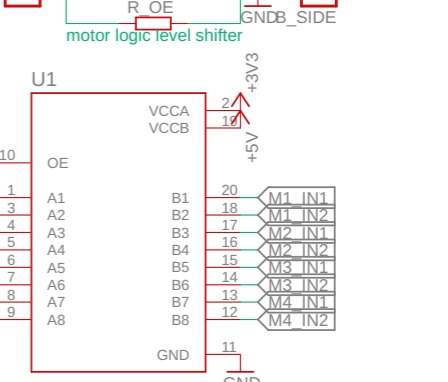 R_OE
GND
B_SIDE
motor logic level shifter
U1
+3V3
VCCA 2
VCCB 19
+5V
10 OE
1 A1 B1 20 M1_IN1
3 A2 B2 18 M1_IN2
4 A3 B3 17 M2_IN1
5 A4 B4 16 M2_IN2
6 A5 B5 15 M3_IN1
7 A6 B6 14 M3_IN2
8 A7 B7 13 M4_IN1
9 A8 B8 12 M4_IN2
GND 11
GND